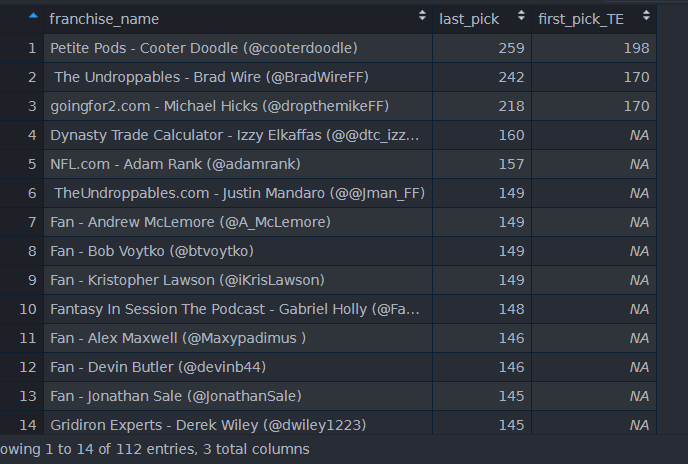 franchise_name last_pick first_pick_TE
1 Petite Pods - Cooter Doodle (@cooterdoodle) 259 198
2 The Undroppables - Brad Wire (@BradWireFF) 242 170
3 goingfor2.com - Michael Hicks (@dropthemikeFF) 218 170
4 Dynasty Trade Calculator - Izzy Elkaffas (@@dtc_izz... 160 NA
5 NFL.com - Adam Rank (@adamrank) 157 NA
6 TheUndroppables.com - Justin Mandaro (@@Jman_FF) 149 NA
7 Fan - Andrew McLemore (@A_McLemore) 149 NA
8 Fan - Bob Voytko (@btvoytko) 149 NA
9 Fan - Kristopher Lawson (@iKrisLawson) 149 NA
10 Fantasy In Session The Podcast - Gabriel Holly (@Fa... 148 NA
11 Fan - Alex Maxwell (@Maxypadimus ) 146 NA
12 Fan - Devin Butler (@devinb44) 146 NA
13 Fan - Jonathan Sale (@JonathanSale) 145 NA
14 Gridiron Experts - Derek Wiley (@dwiley1223) 145 NA
owing 1 to 14 of 112 entries, 3 total columns